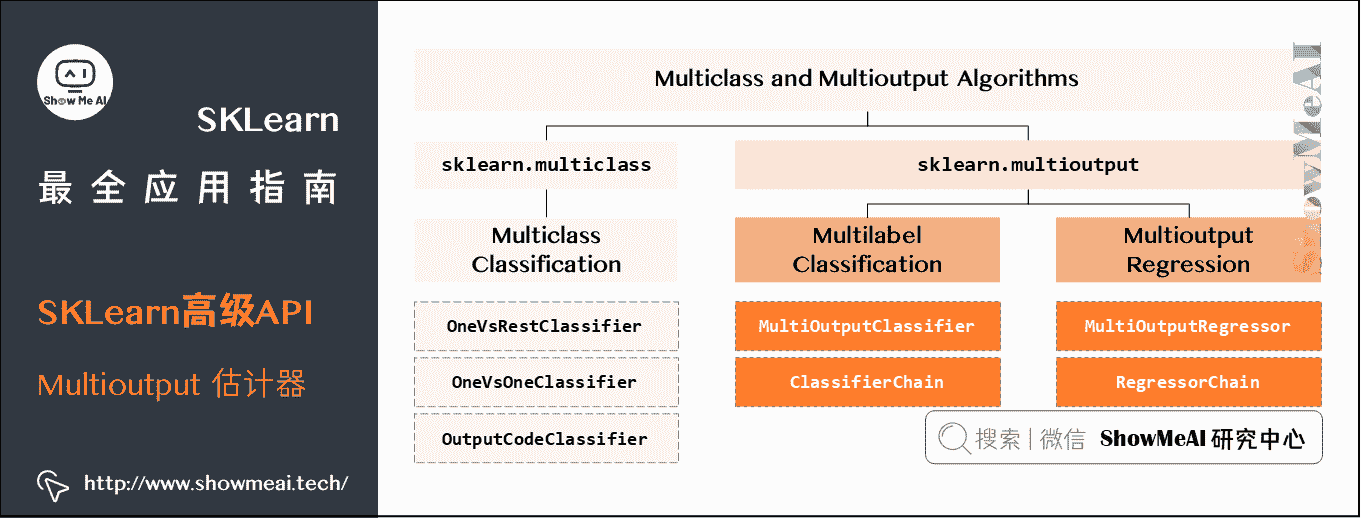 Show Me AI
SKLearn
最全应用指南
SKLearn高级API
Multioutput 估计器
http://www.showmeai.tech/
Multiclass and Multioutput Algorithms
sklearn.multiclass
sklearn.multioutput
Multiclass
Classification
Multilabel
Classification
Multioutput
Regression
OneVsRestClassifier
MultiOutputClassifier
MultiOutputRegressor
OneVsOneClassifier
ClassifierChain
RegressorChain
OutputCodeClassifier
搜索 | 微信 ShowMeAI 研究中心
ShowMeAI